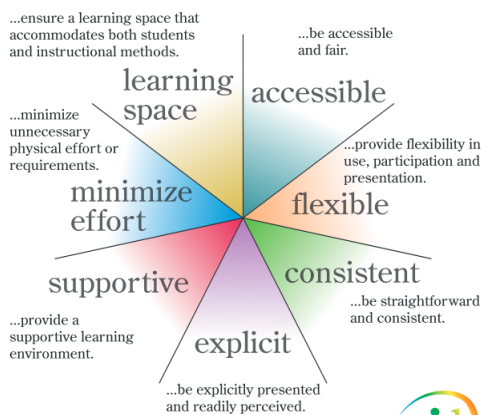 ...ensure a learning space that
accommodates both students
and instructional methods.
learning
space
...be accessible
and fair.
accessible
...provide flexibility in
use, participation and
presentation.
flexible
consistent
...be straightforward
and consistent.
explicit
...be explicitly presented
and readily perceived.
supportive
...provide a
supportive learning
environment.
...minimize
unnecessary
physical effort or
requirements.
minimize
effort